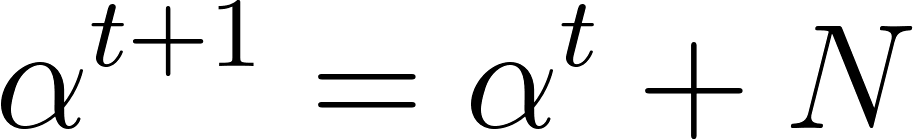 α^{t+1} = α^t + N